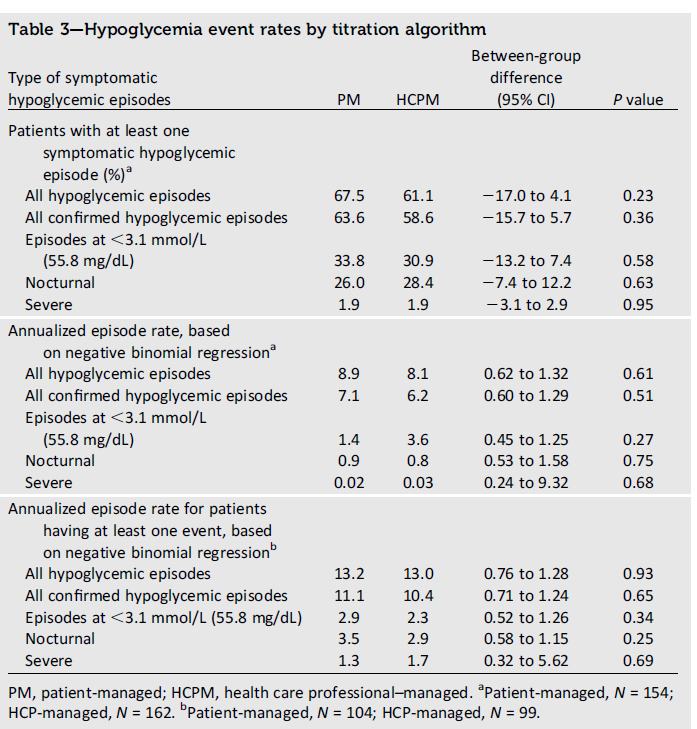 Table 3—Hypoglycemia event rates by titration algorithm
Type of symptomatic hypoglycemic episodes PM HCPM Between-group difference (95% CI) P value
Patients with at least one
symptomatic hypoglycemic
episode (%)a
All hypoglycemic episodes 67.5 61.1 −17.0 to 4.1 0.23
All confirmed hypoglycemic episodes 63.6 58.6 −15.7 to 5.7 0.36
Episodes at <3.1 mmol/L
(55.8 mg/dL) 33.8 30.9 −13.2 to 7.4 0.58
Nocturnal 26.0 28.4 −7.4 to 12.2 0.63
Severe 1.9 1.9 −3.1 to 2.9 0.95
Annualized episode rate, based
on negative binomial regressiona
All hypoglycemic episodes 8.9 8.1 0.62 to 1.32 0.61
All confirmed hypoglycemic episodes 7.1 6.2 0.60 to 1.29 0.51
Episodes at <3.1 mmol/L
(55.8 mg/dL) 1.4 3.6 0.45 to 1.25 0.27
Nocturnal 0.9 0.8 0.53 to 1.58 0.75
Severe 0.02 0.03 0.24 to 9.32 0.68
Annualized episode rate for patients
having at least one event, based
on negative binomial regressionb
All hypoglycemic episodes 13.2 13.0 0.76 to 1.28 0.93
All confirmed hypoglycemic episodes 11.1 10.4 0.71 to 1.24 0.65
Episodes at <3.1 mmol/L (55.8 mg/dL) 2.9 2.3 0.52 to 1.26 0.34
Nocturnal 3.5 2.9 0.58 to 1.15 0.25
Severe 1.3 1.7 0.32 to 5.62 0.69
PM, patient-managed; HCPM, health care professional–managed. aPatient-managed, N = 154;
HCP-managed, N = 162. bPatient-managed, N = 104; HCP-managed, N = 99.